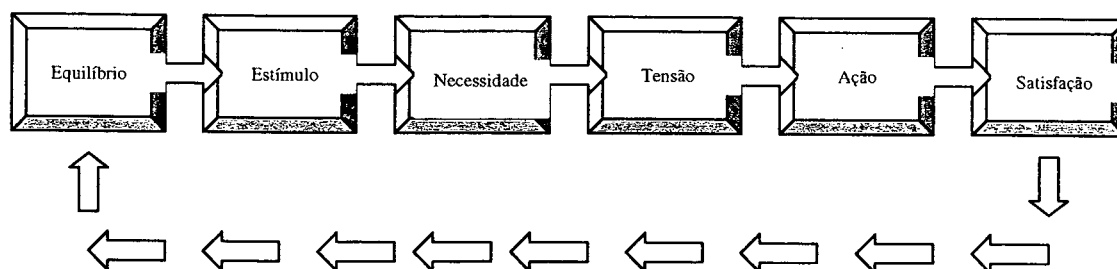 Equilíbrio
Estímulo
Necessidade
Tensão
Ação
Satisfação